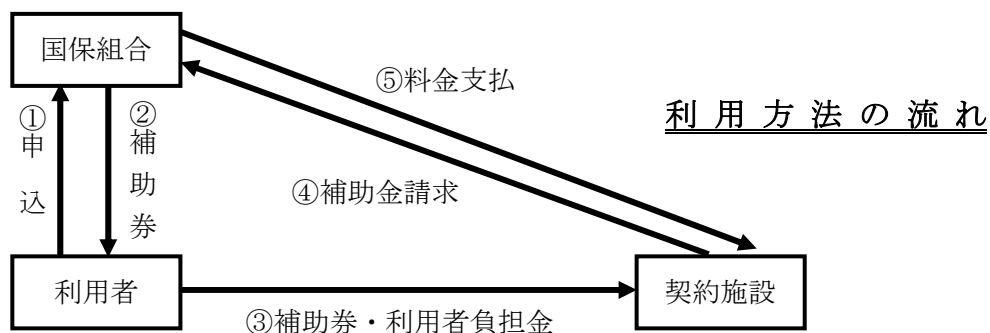 国保組合
⑤料金支払
利用方法の流れ
①申込
②補助券
④補助金請求
利用者
契約施設
③補助券・利用者負担金